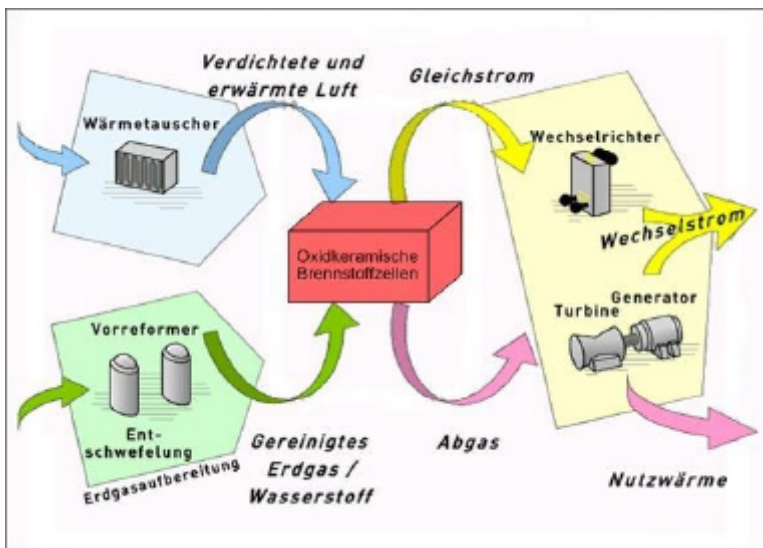 Verdichtete und
erwärmte Luft
Gleichstrom
Wärmetauscher
Wechselrichter
Wechselstrom
Oxidkeramische
Brennstoffzellen
Generator
Turbine
Vorreformer
Ent-
schwefelung
Erdgasaufbereitung
Gereinigtes
Erdgas /
Wasserstoff
Abgas
Nutzwärme